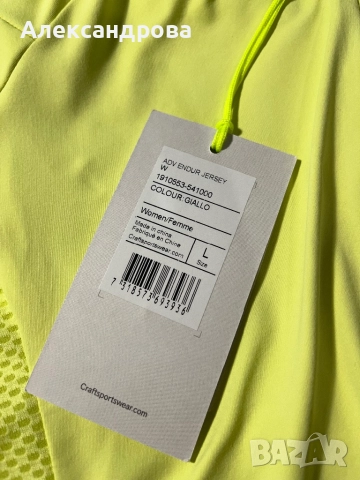 Александрова
ADV ENDUR JERSEY
W
1910553-541000
COLOUR:GIALLO
Women/Femme
Made in china
Fabriqué en Chine
Craftsportswear.com
L
Size
7 318573 693936
Craftsportswear.com
BAZAR